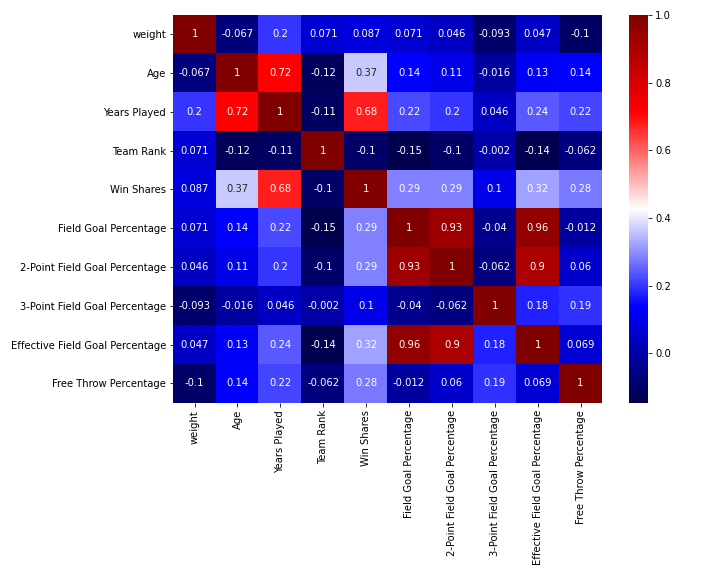 weight 1 -0.067 0.2 0.071 0.087 0.071 0.046 -0.093 0.047 -0.1
Age -0.067 1 0.72 -0.12 0.37 0.14 0.11 -0.016 0.13 0.14
Years Played 0.2 0.72 1 -0.11 0.68 0.22 0.2 0.046 0.24 0.22
Team Rank 0.071 -0.12 -0.11 1 -0.1 -0.15 -0.1 -0.002 -0.14 -0.062
Win Shares 0.087 0.37 0.68 -0.1 1 0.29 0.29 0.1 0.32 0.28
Field Goal Percentage 0.071 0.14 0.22 -0.15 0.29 1 0.93 -0.04 0.96 -0.012
2-Point Field Goal Percentage 0.046 0.11 0.2 -0.1 0.29 0.93 1 -0.062 0.9 0.06
3-Point Field Goal Percentage -0.093 -0.016 0.046 -0.002 0.1 -0.04 -0.062 1 0.18 0.19
Effective Field Goal Percentage 0.047 0.13 0.24 -0.14 0.32 0.96 0.9 0.18 1 0.069
Free Throw Percentage -0.1 0.14 0.22 -0.062 0.28 -0.012 0.06 0.19 0.069 1
weight
Age
Years Played
Team Rank
Win Shares
Field Goal Percentage
2-Point Field Goal Percentage
3-Point Field Goal Percentage
Effective Field Goal Percentage
Free Throw Percentage
1.0
0.8
0.6
0.4
0.2
0.0